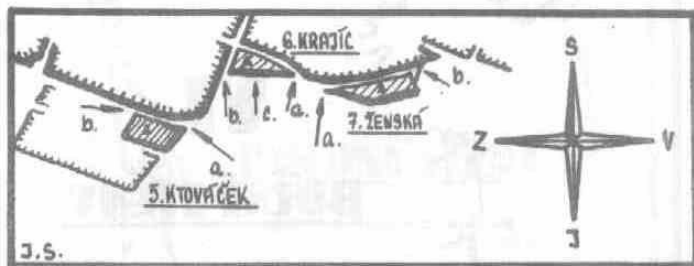 6.KRAJÍC
S
b.
b.
b.
c.
a.
a.
7.ŽENSKÁ
Z
V
a.
5.KTOVÁČEK
J
J.S.